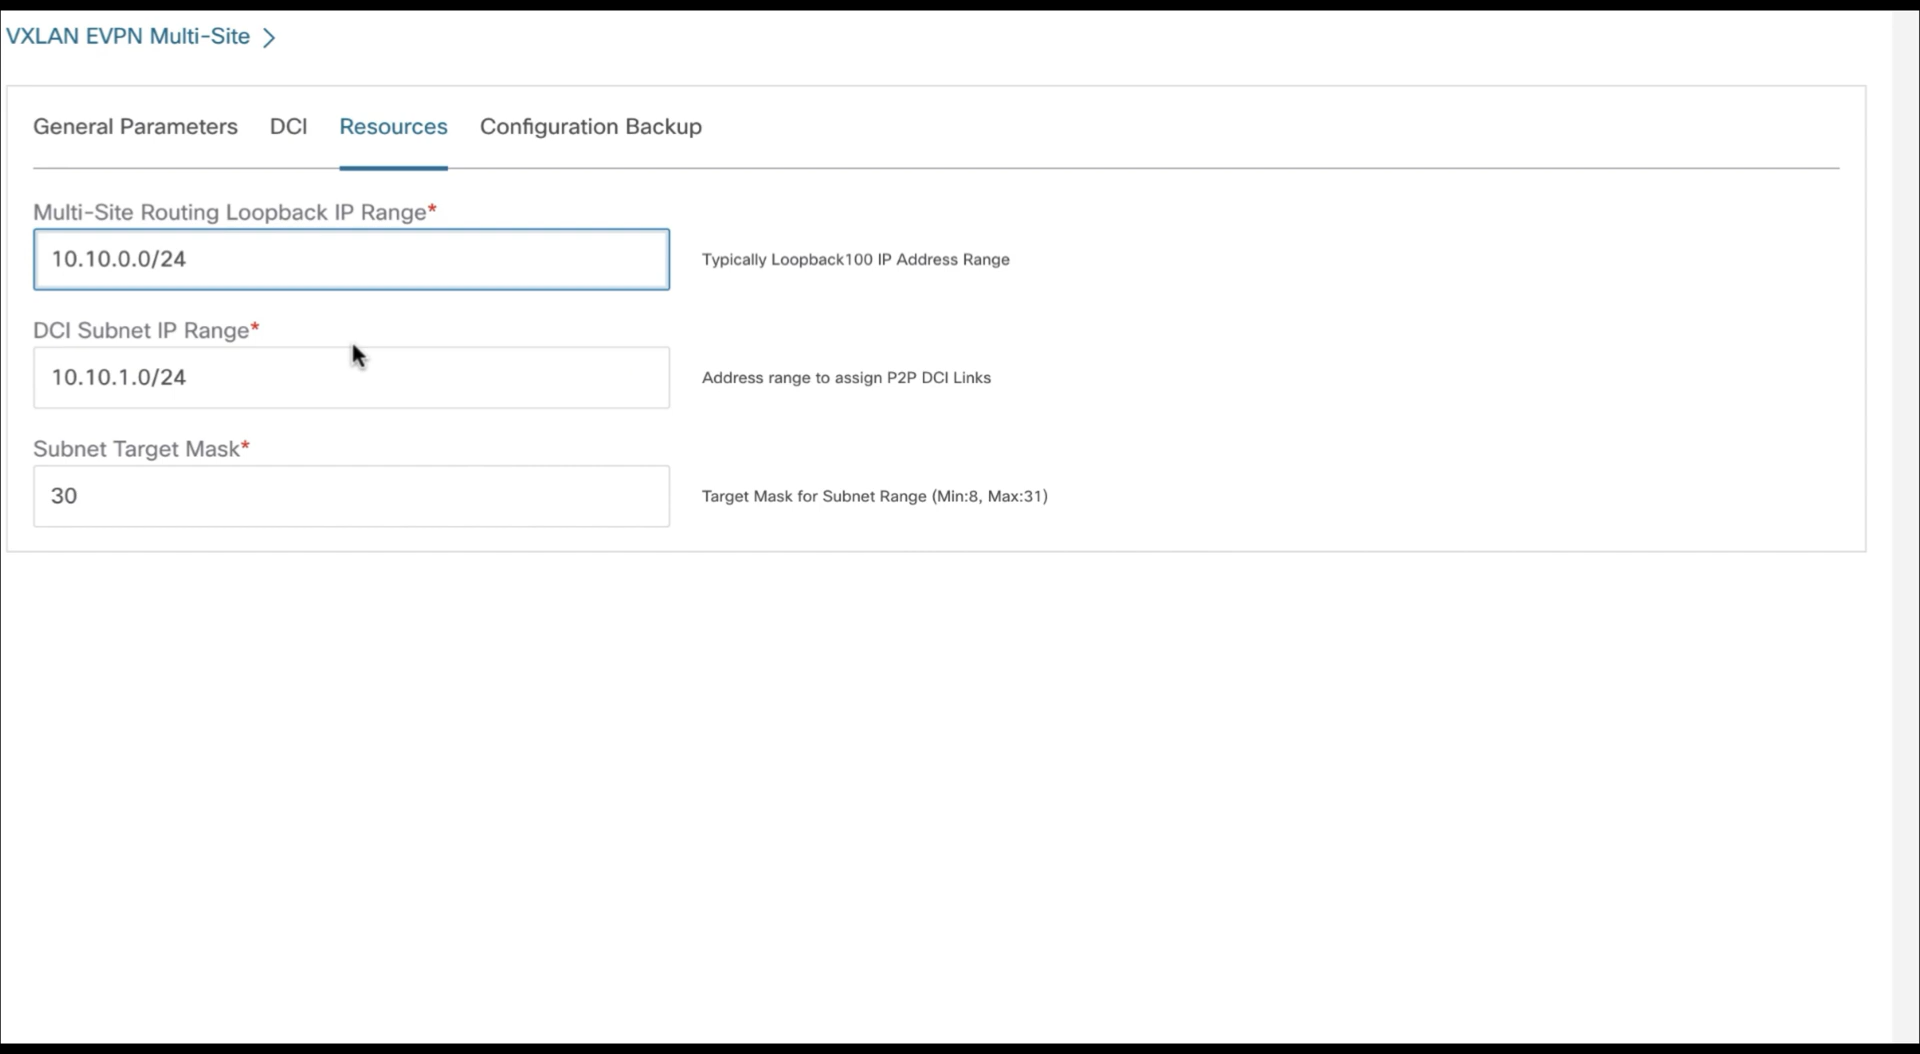 VXLAN EVPN Multi-Site >
General Parameters DCI Resources Configuration Backup
Multi-Site Routing Loopback IP Range*
10.10.0.0/24 Typically Loopback100 IP Address Range
DCI Subnet IP Range*
10.10.1.0/24 Address range to assign P2P DCI Links
Subnet Target Mask*
30 Target Mask for Subnet Range (Min:8, Max:31)